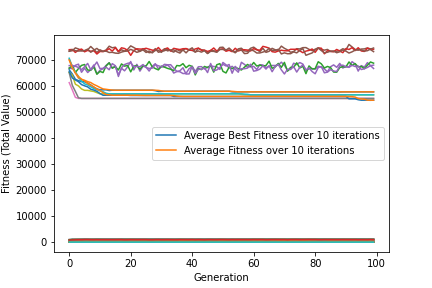 70000
60000
50000
40000
30000
20000
10000
0
Fitness (Total Value)
Average Best Fitness over 10 iterations
Average Fitness over 10 iterations
0 20 40 60 80 100
Generation